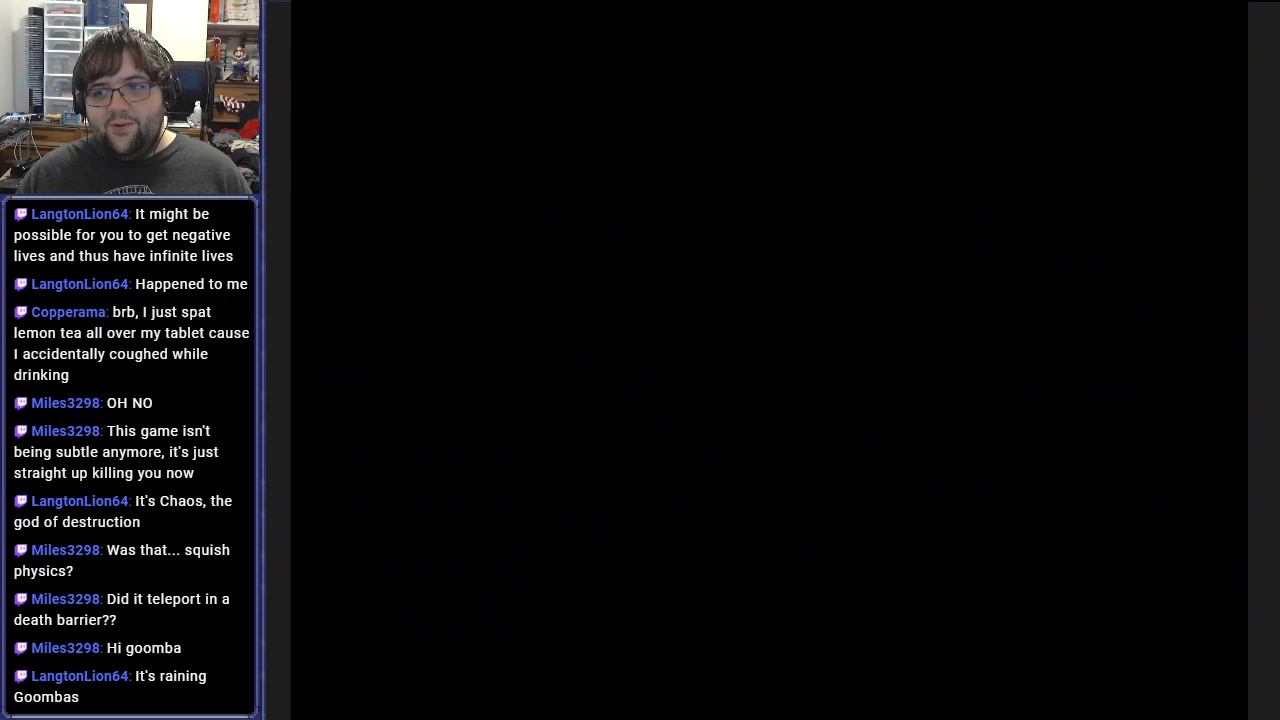 LangtonLion64: It might be
possible for you to get negative
lives and thus have infinite lives
LangtonLion64: Happened to me
Copperama: brb, I just spat
lemon tea all over my tablet cause
I accidentally coughed while
drinking
Miles3298: OH NO
Miles3298: This game isn't
being subtle anymore, it's just
straight up killing you now
LangtonLion64: It's Chaos, the
god of destruction
Miles3298: Was that... squish
physics?
Miles3298: Did it teleport in a
death barrier??
Miles3298: Hi goomba
LangtonLion64: It's raining
Goombas